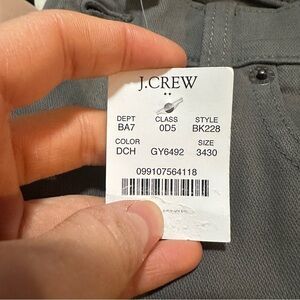 J.CREW
DEPT CLASS STYLE
BA7 0D5 BK228
COLOR SIZE
DCH GY6492 3430
099107564118